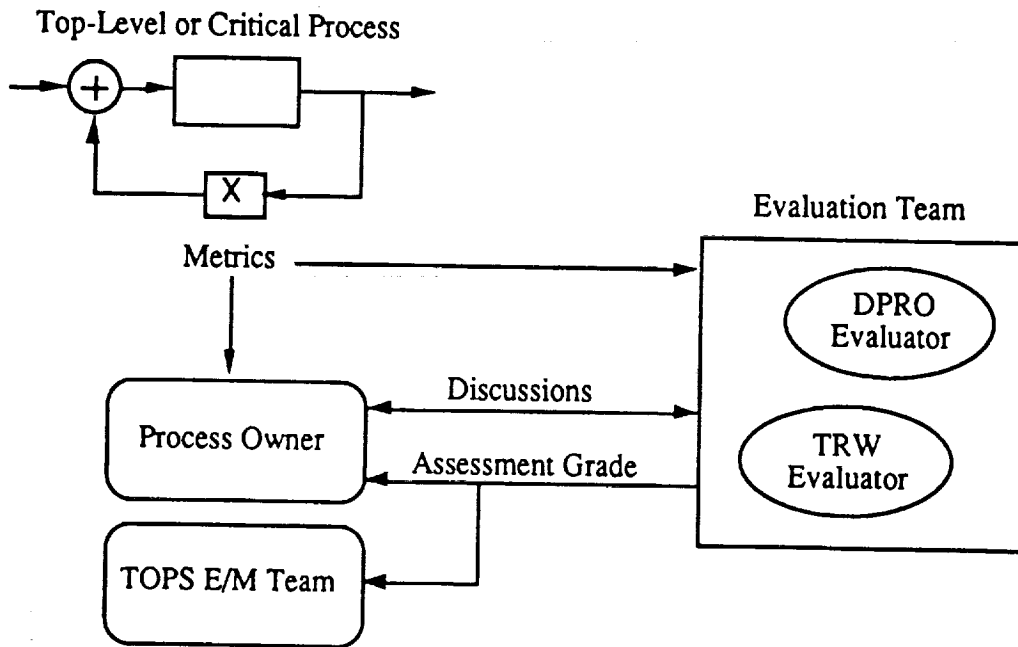 Top-Level or Critical Process
+
X
Metrics
Evaluation Team
DPRO
Evaluator
Discussions
Process Owner
TRW
Evaluator
Assessment Grade
TOPS E/M Team